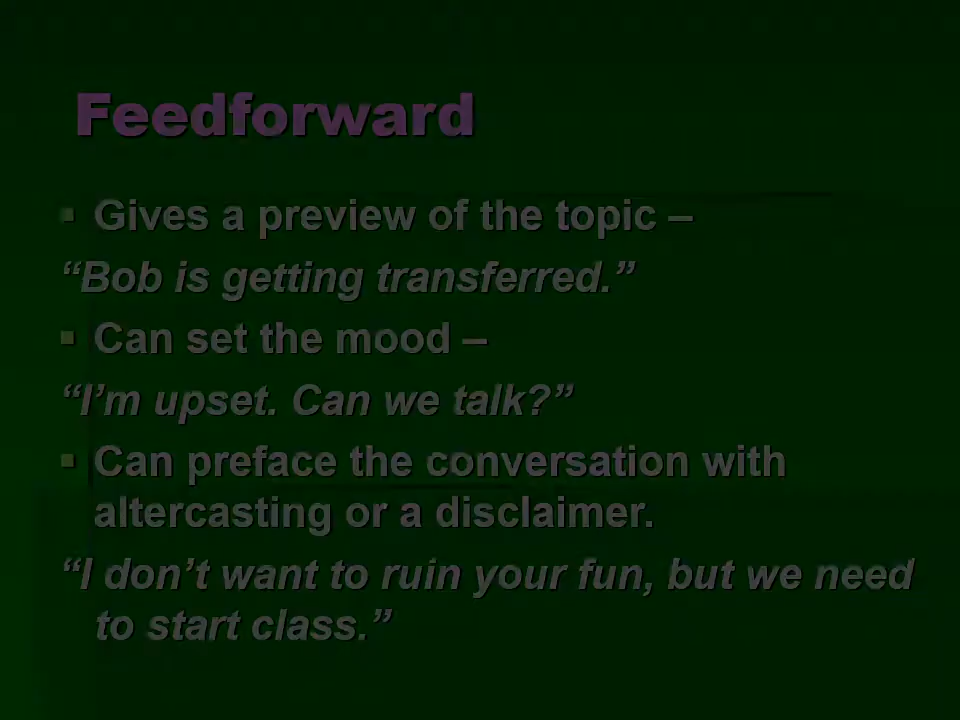 Feedforward
▪ Gives a preview of the topic –
“Bob is getting transferred.”
▪ Can set the mood –
“I’m upset. Can we talk?”
▪ Can preface the conversation with
altercasting or a disclaimer.
“I don’t want to ruin your fun, but we need
to start class.”